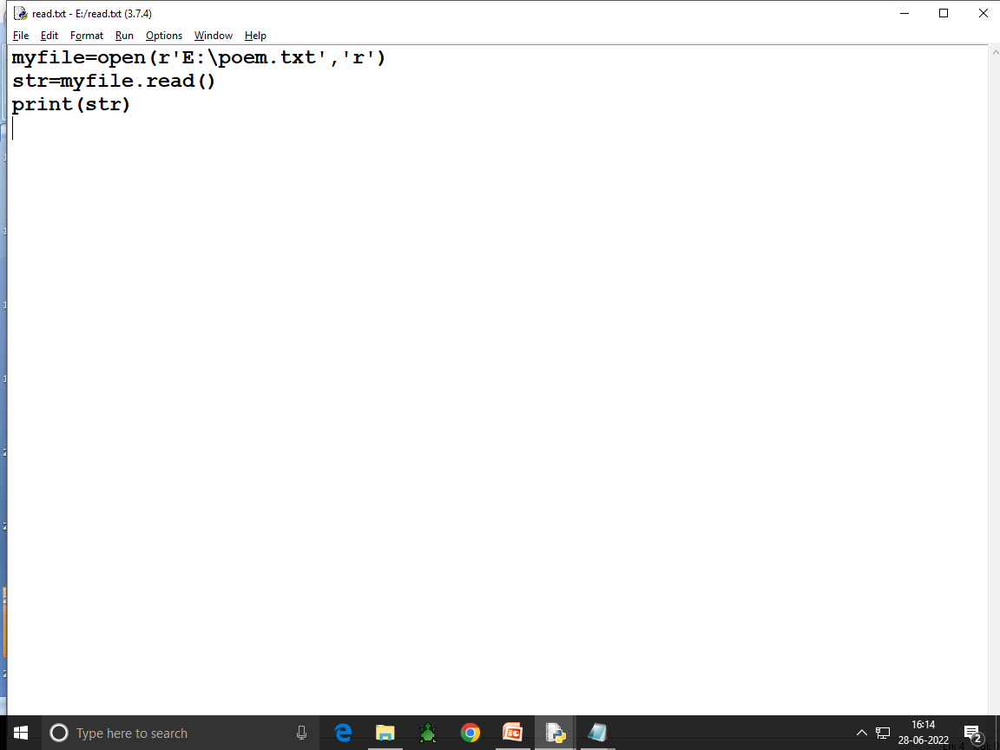 read.txt - E:/read.txt (3.7.4)
File Edit Format Run Options Window Help
myfile=open(r'E:\poem.txt','r')
str=myfile.read()
print(str)
Type here to search
16:14
28-06-2022
2